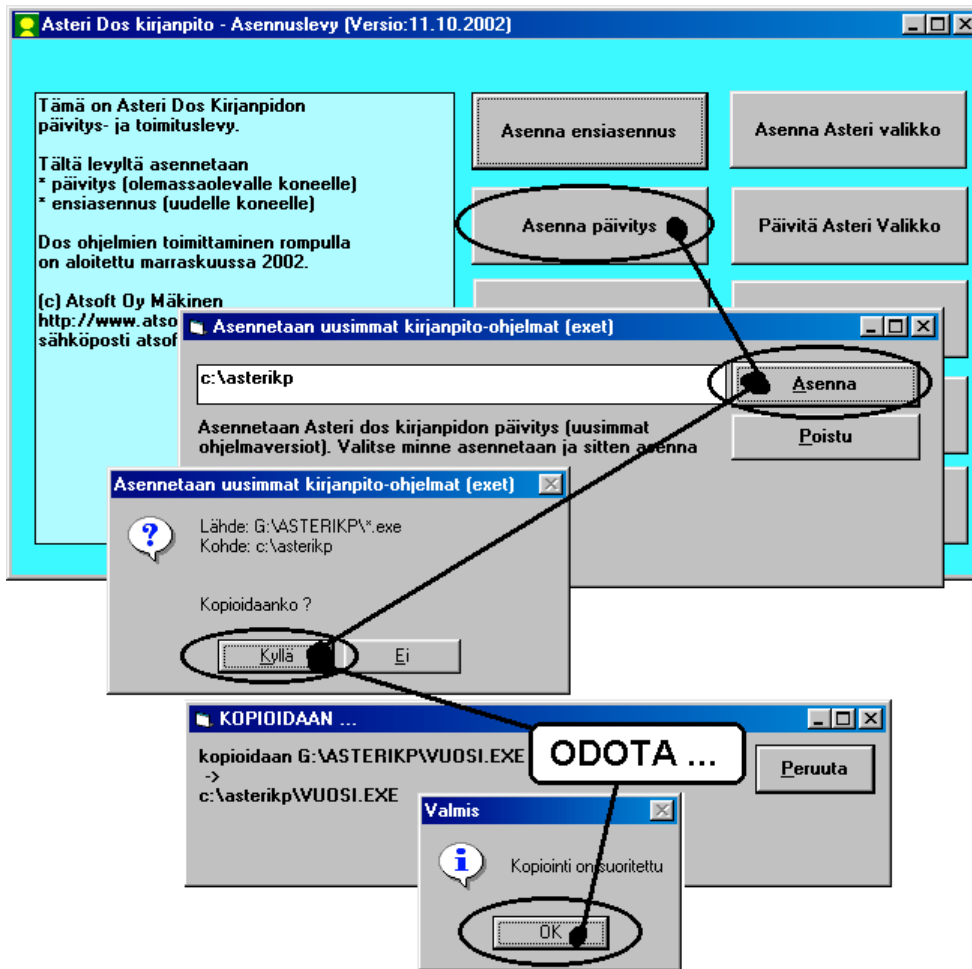 Asteri Dos kirjanpito - Asennuslevy (Versio:11.10.2002)
Tämä on Asteri Dos Kirjanpidon
päivitys- ja toimituslevy.
Tältä levyltä asennetaan
* päivitys (olemassaolevalle koneelle)
* ensiasennus (uudelle koneelle)
Dos ohjelmien toimittaminen rompulla
on aloitettu marraskuussa 2002.
(c) Atsoft Oy Mäkinen
http://www.atso
sähköposti atsof
Asenna ensiasennus
Asenna Asteri valikko
Asenna päivitys
Päivitä Asteri Valikko
Asennetaan uusimmat kirjanpito-ohjelmat (exet)
c:\asterikp
Asenna
Asennetaan Asteri dos kirjanpidon päivitys (uusimmat
ohjelmaversiot). Valitse minne asennetaan ja sitten asenna
Poistu
Asennetaan uusimmat kirjanpito-ohjelmat (exet)
Lähde: G:\ASTERIKP\*.exe
Kohde: c:\asterikp
Kopioidaanko ?
Kyllä
Ei
KOPIOIDAAN ...
kopioidaan G:\ASTERIKP\VUOSI.EXE
->
c:\asterikp\VUOSI.EXE
ODOTA ...
Peruuta
Valmis
Kopiointi on suoritettu
OK